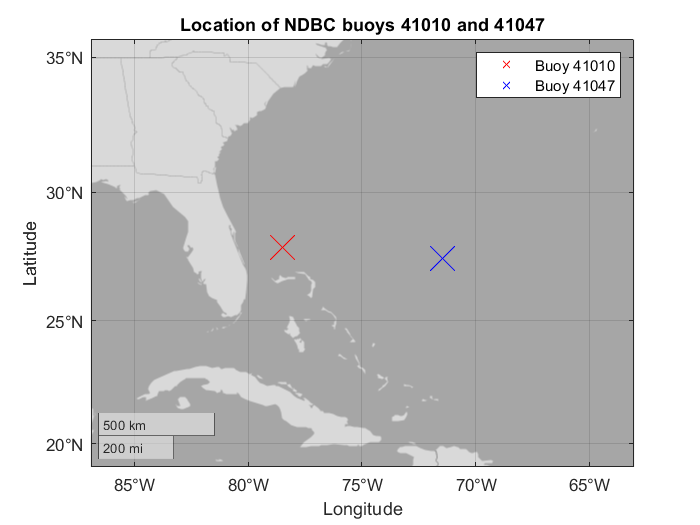 Location of NDBC buoys 41010 and 41047
Buoy 41010
Buoy 41047
35°N
30°N
25°N
20°N
Latitude
500 km
200 mi
85°W
80°W
75°W
70°W
65°W
Longitude